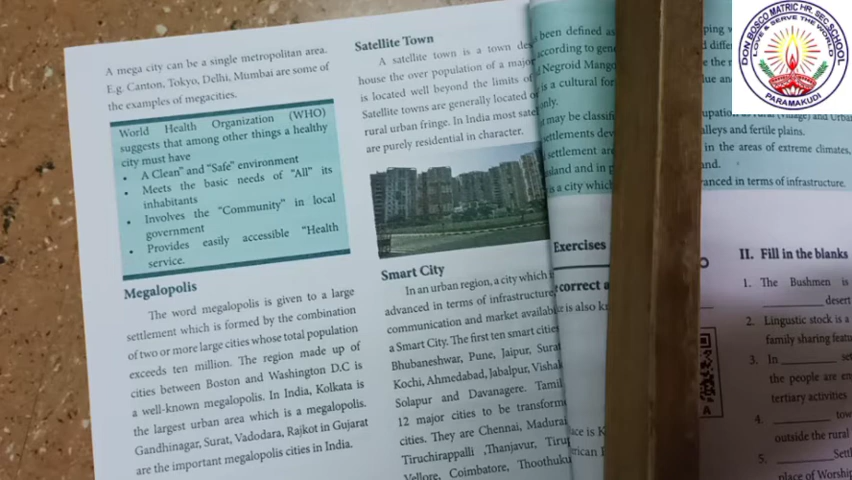 A mega city can be a single metropolitan area.
E.g. Canton, Tokyo, Delhi, Mumbai are some of
the examples of megacities.
World Health Organization (WHO)
suggests that among other things a healthy
city must have
• A Clean" and "Safe" environment
• Meets the basic needs of "All" its
inhabitants
• Involves the "Community" in local
government
• Provides easily accessible "Health
service.
Megalopolis
The word megalopolis is given to a large
settlement which is formed by the combination
of two or more large cities whose total population
exceeds ten million. The region made up of
cities between Boston and Washington D.C is
a well-known megalopolis. In India, Kolkata is
the largest urban area which is a megalopolis.
Gandhinagar, Surat, Vadodara, Rajkot in Gujarat
are the important megalopolis cities in India.
Satellite Town
A satellite town is a town
house the over population of a major
is located well beyond the limits of
Satellite towns are generally located
rural urban fringe. In India most
are purely residential in character.
Smart City
In an urban region, a city which
advanced in terms of infrastructure
communication and market
a Smart City. The first ten smart cities
Bhubaneshwar, Pune, Jaipur, Surat
Kochi, Ahmedabad, Jabalpur,
Solapur and Davanagere. Tamil
12 major cities to be
cities. They are Chennai,
Tiruchirappalli ,Thanjavur,
Vellore, Coimbatore,
been defined as
according to
Negroid
is a cultural
only.
may be
settlements
settlement
and in
is a city which
Exercises
correct
is also
lace is
alleys and fertile plains.
in the areas of extreme climates,
in terms of infrastructure.
II. Fill in the blanks
1. The Bushmen is
______ desert
2. Lingustic stock is a
family sharing
3. In ______
the people are
tertiary activities
4. ______
outside the rural
5. ______
place of
DON BOSCO MATRIC HR. SEC SCHOOL
LOVE & SERVE THE WORLD
PARAMAKUDI